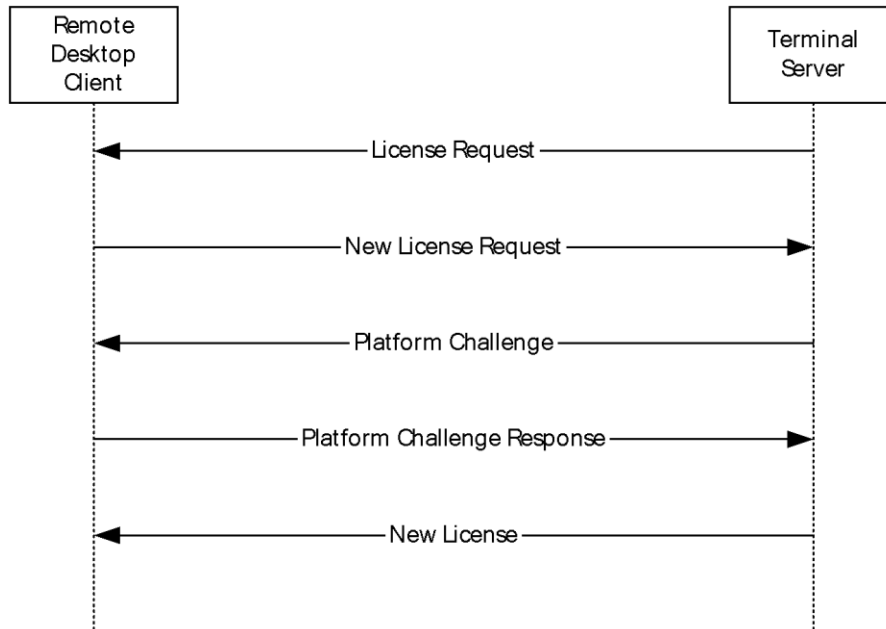 Remote
Desktop
Client
Terminal
Server
License Request
New License Request
Platform Challenge
Platform Challenge Response
New License